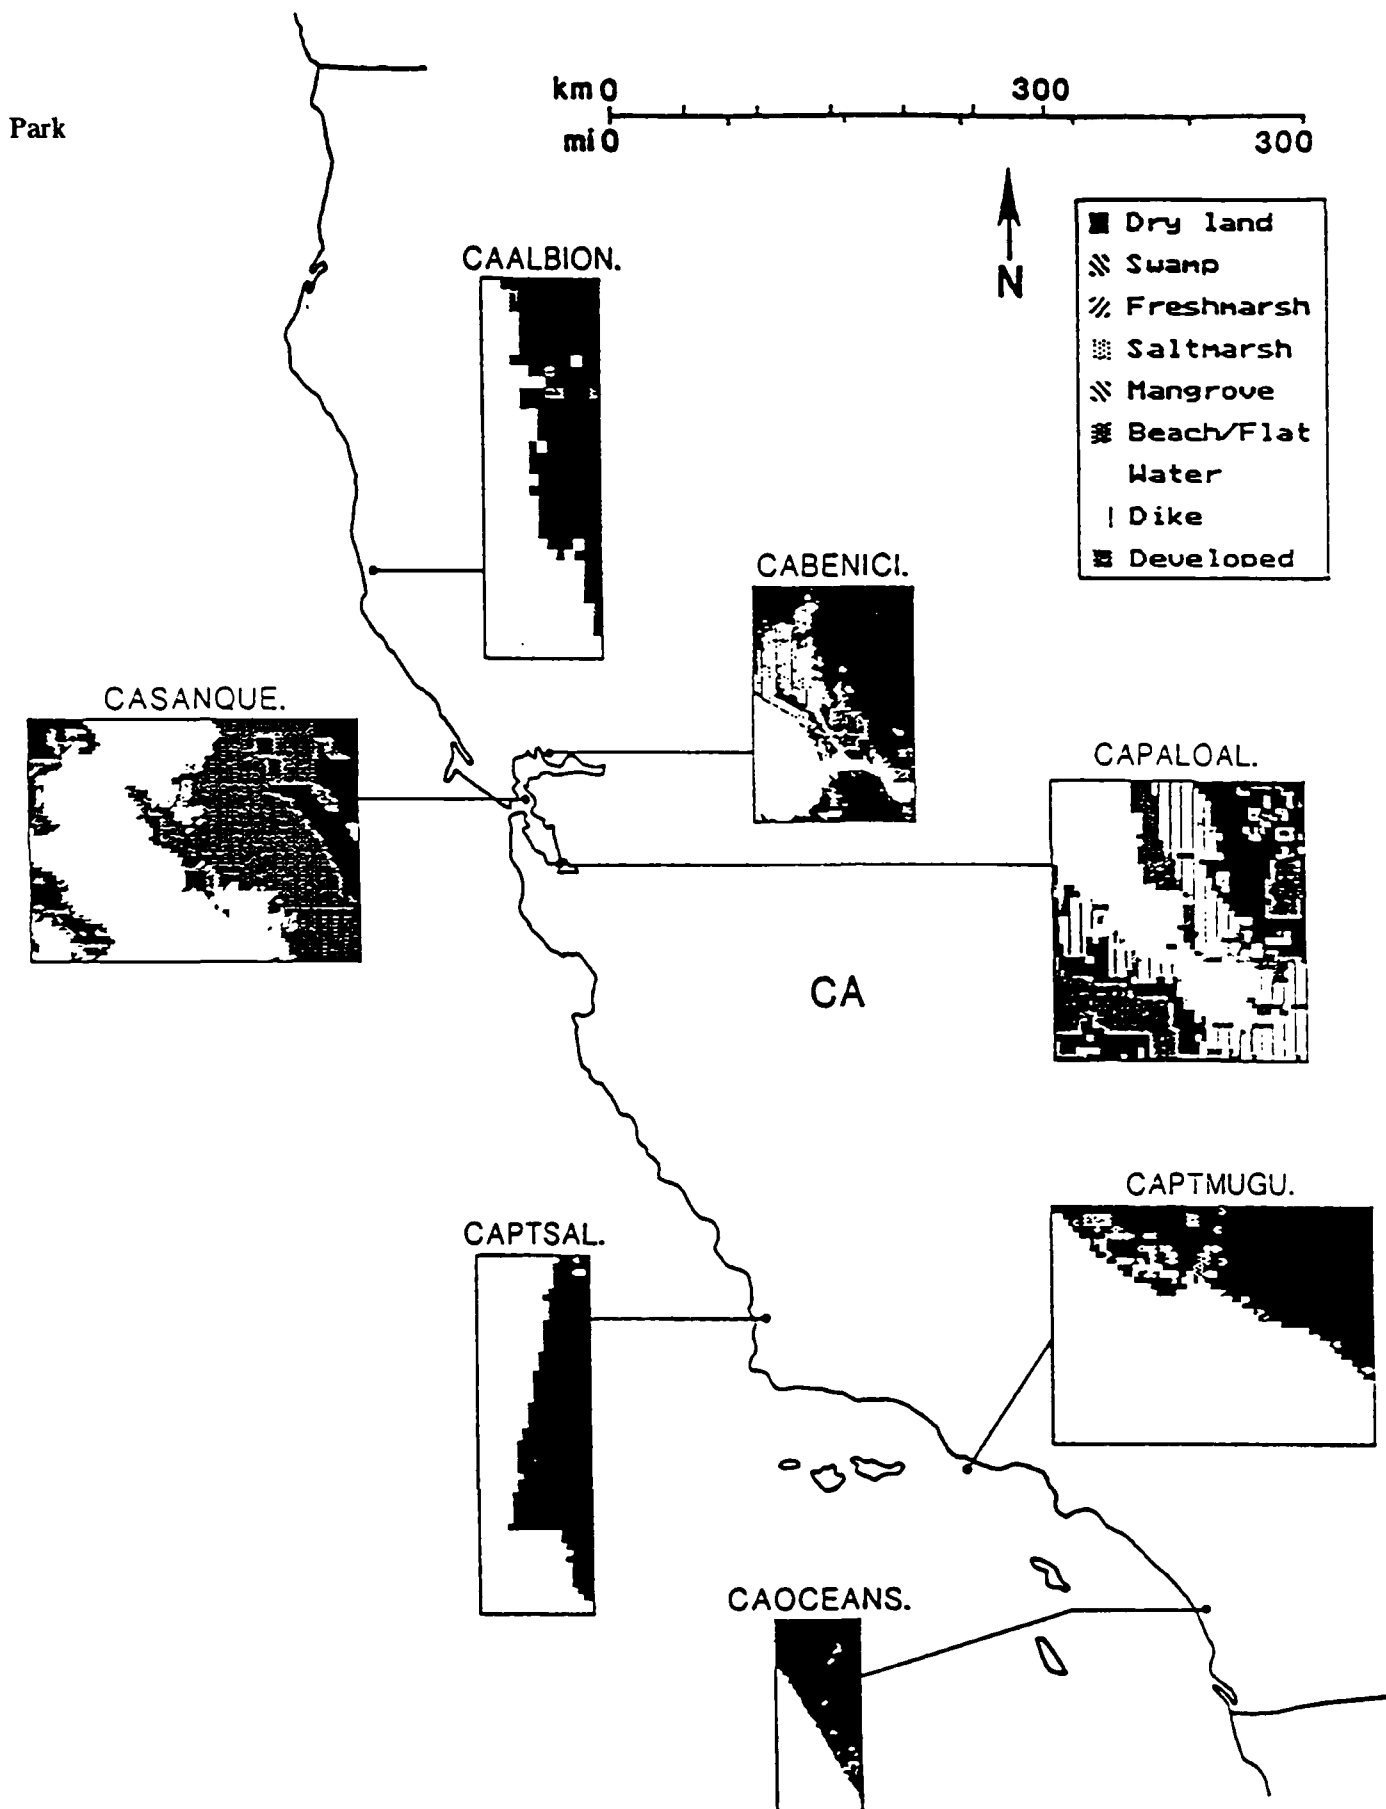 km 0 300
Park
mi 0 300
N
Dry land
Swamp
Freshmarsh
Saltmarsh
Mangrove
Beach/Flat
Water
Dike
Developed
CAALBION.
CABENICI.
CASANQUE.
CAPALOAL.
CA
CAPTMUGU.
CAPTSAL.
CAOCEANS.